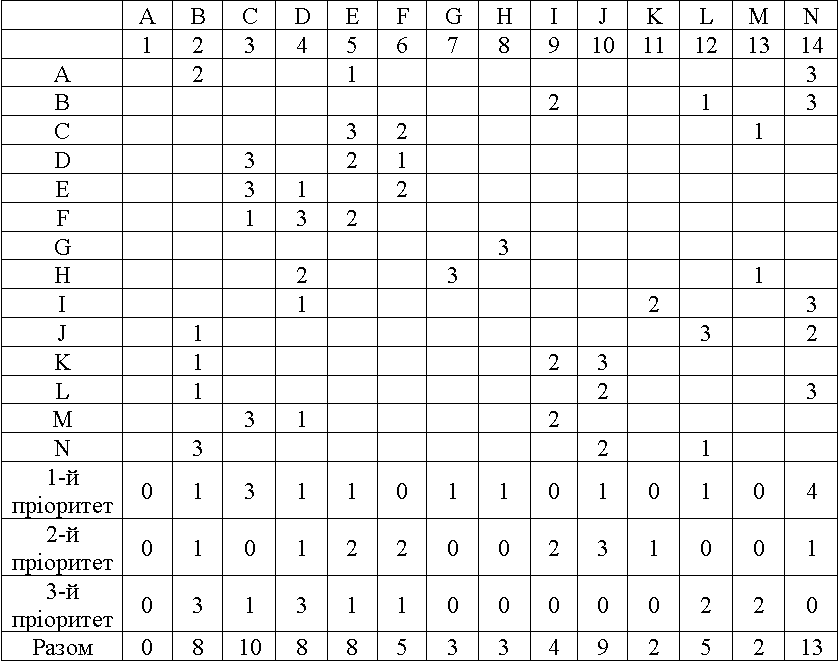 A B C D E F G H I J K L M N
1 2 3 4 5 6 7 8 9 10 11 12 13 14
A 2 1 3
B 2 1 3
C 3 2 1
D 3 2 1
E 3 1 2
F 1 3 2
G 3
H 2 3 1
I 1 2 3
J 1 3 2
K 1 2 3
L 1 2 3
M 3 1 2
N 3 2 1
1-й
пріоритет 0 1 3 1 1 0 1 1 0 1 0 1 0 4
2-й
пріоритет 0 1 0 1 2 2 0 0 2 3 1 0 0 1
3-й
пріоритет 0 3 1 3 1 1 0 0 0 0 0 2 2 0
Разом 0 8 10 8 8 5 3 3 4 9 2 5 2 13